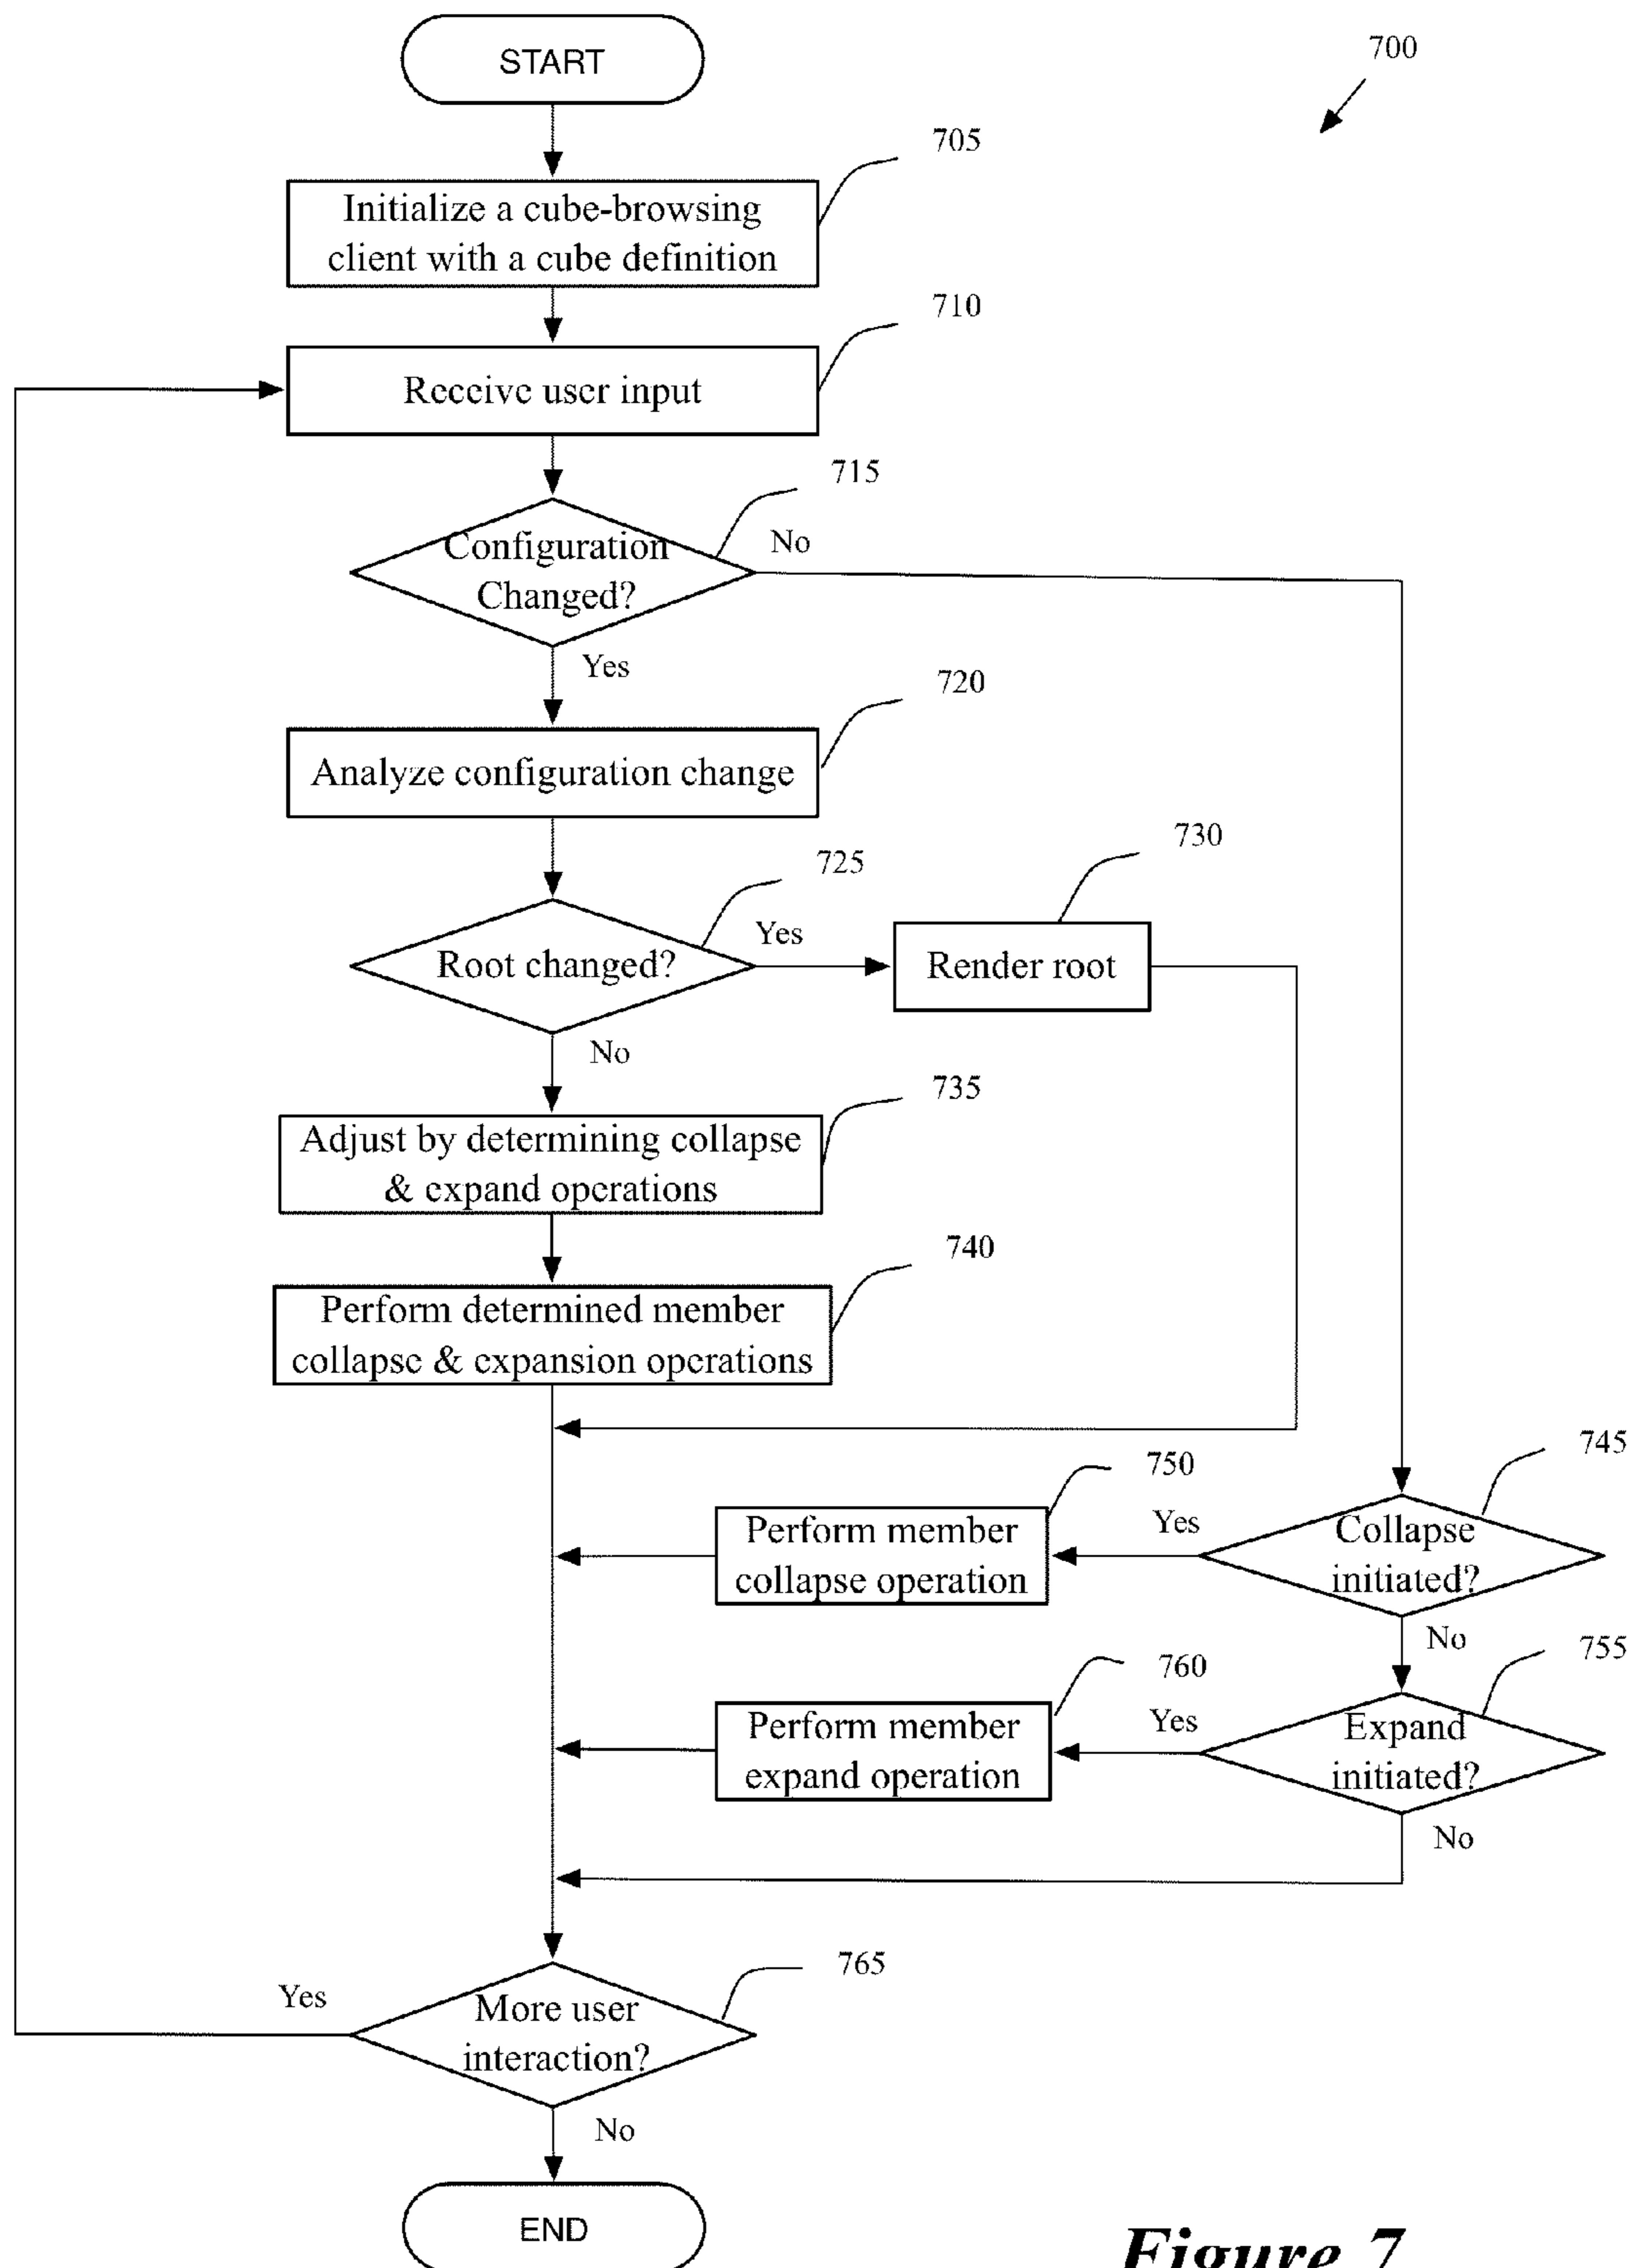 START
700
705
Initialize a cube-browsing
client with a cube definition
710
Receive user input
715
Configuration
Changed?
No
Yes
720
Analyze configuration change
725
Root changed?
Yes
730
Render root
No
735
Adjust by determining collapse
& expand operations
740
Perform determined member
collapse & expansion operations
745
Collapse
initiated?
Yes
750
Perform member
collapse operation
No
755
Expand
initiated?
Yes
760
Perform member
expand operation
No
765
More user
interaction?
Yes
No
END
Figure 7